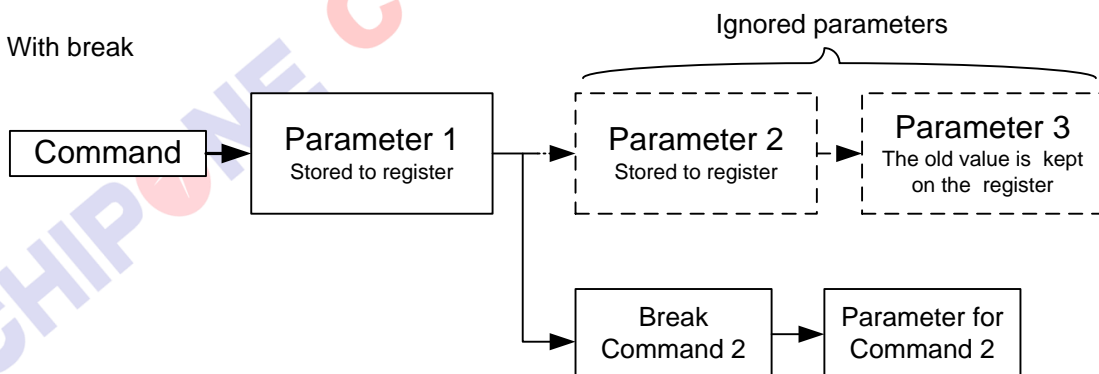 Ignored parameters
With break
Command
Parameter 1
Stored to register
Parameter 2
Stored to register
Parameter 3
The old value is kept
on the register
Break
Command 2
Parameter for
Command 2
CHIPONE C